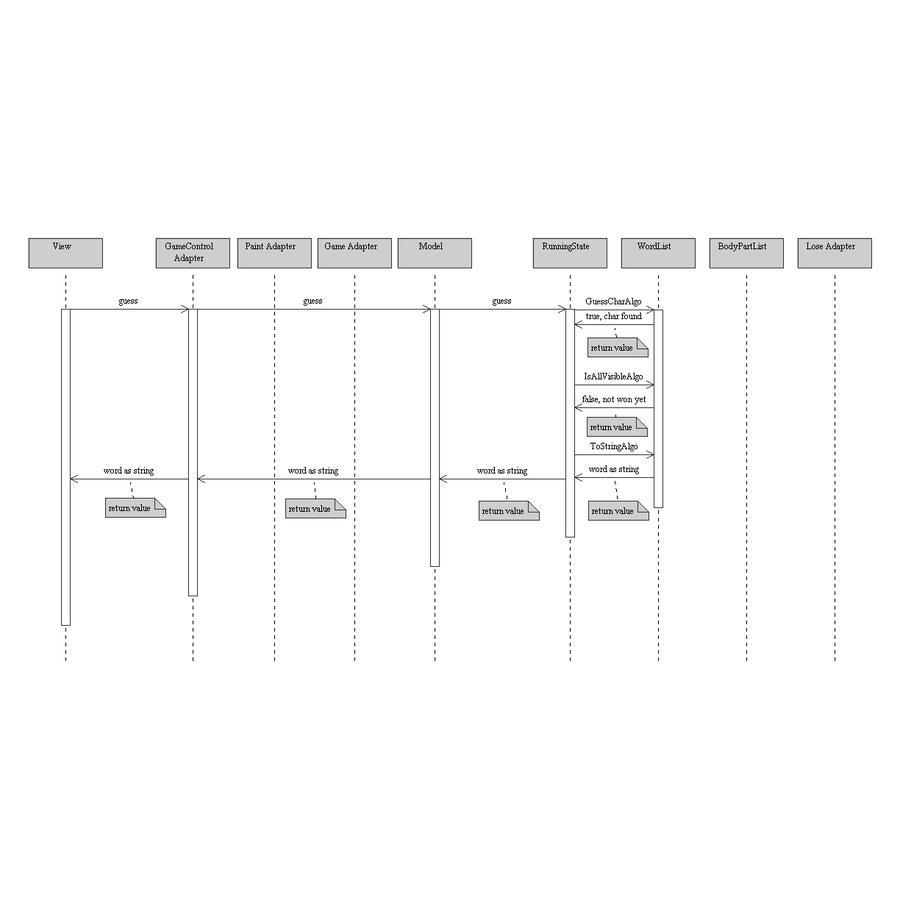 View
GameControl
Adapter
Paint Adapter
Game Adapter
Model
RunningState
WordList
BodyPartList
Lose Adapter
guess
guess
guess
GuessCharAlgo
true, char found
return value
IsAllVisibleAlgo
false, not won yet
return value
ToStringAlgo
word as string
word as string
word as string
word as string
return value
return value
return value
return value